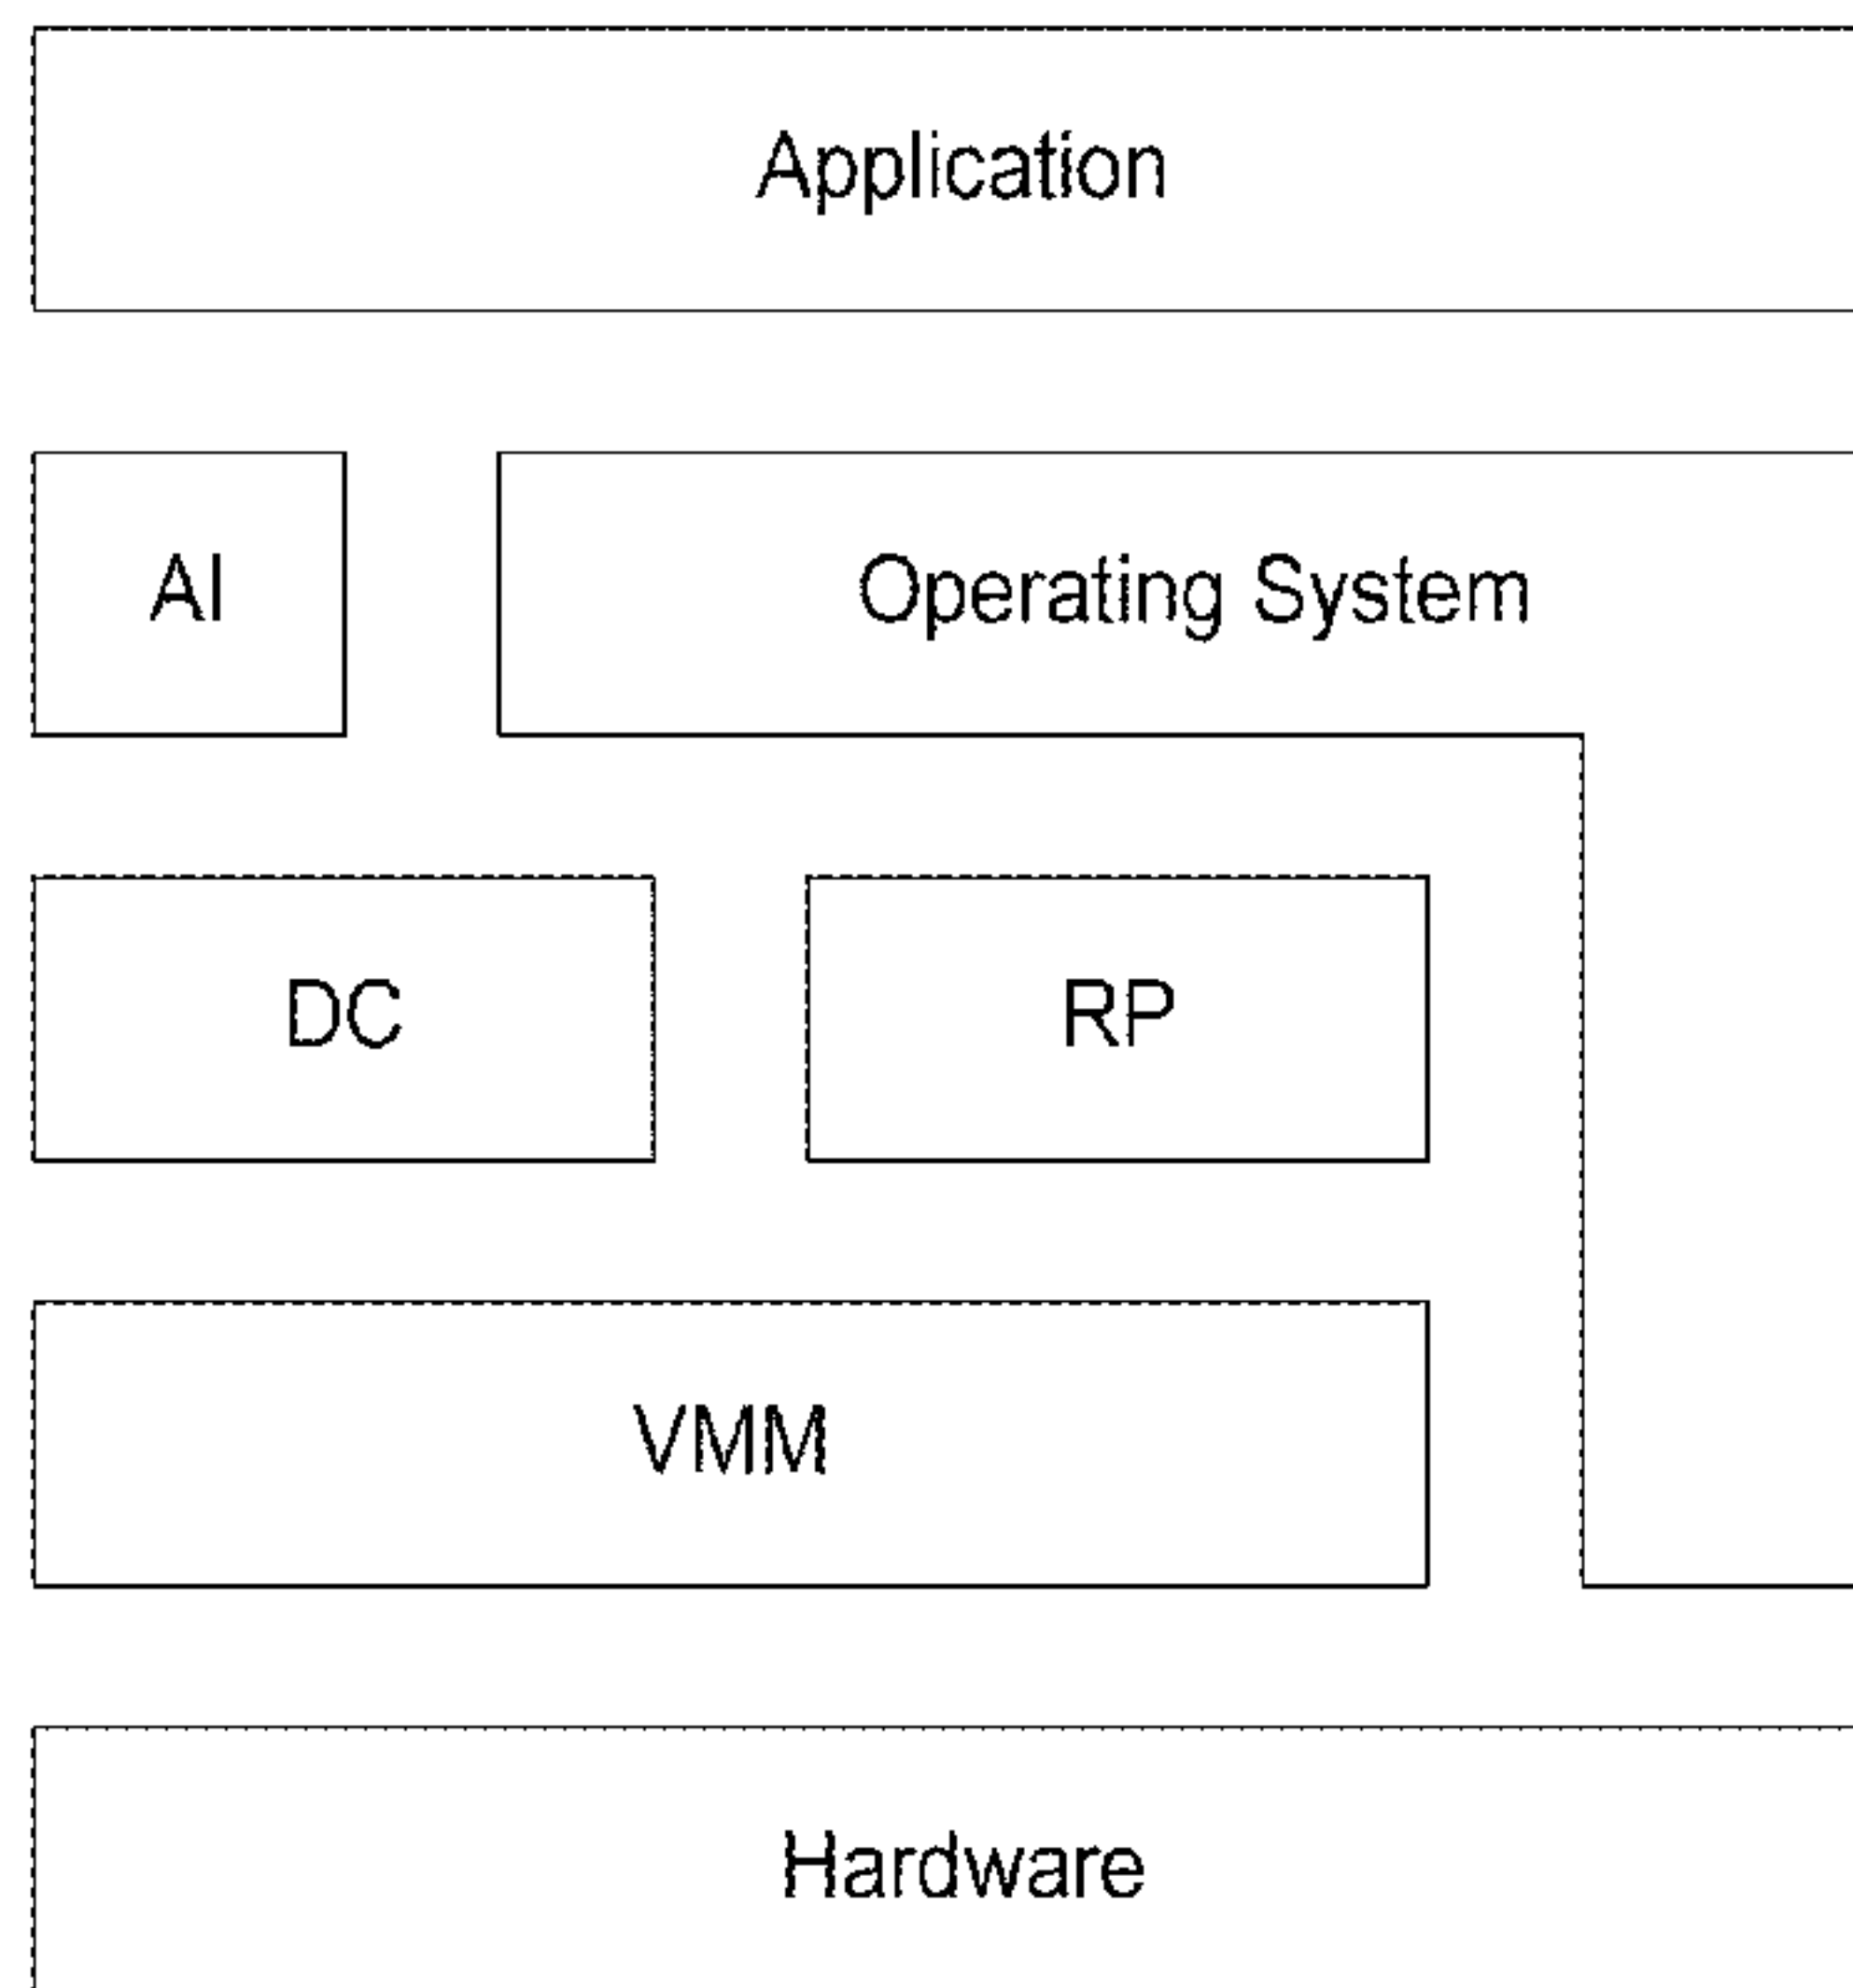 Application
AI
Operating System
DC
RP
VMM
Hardware